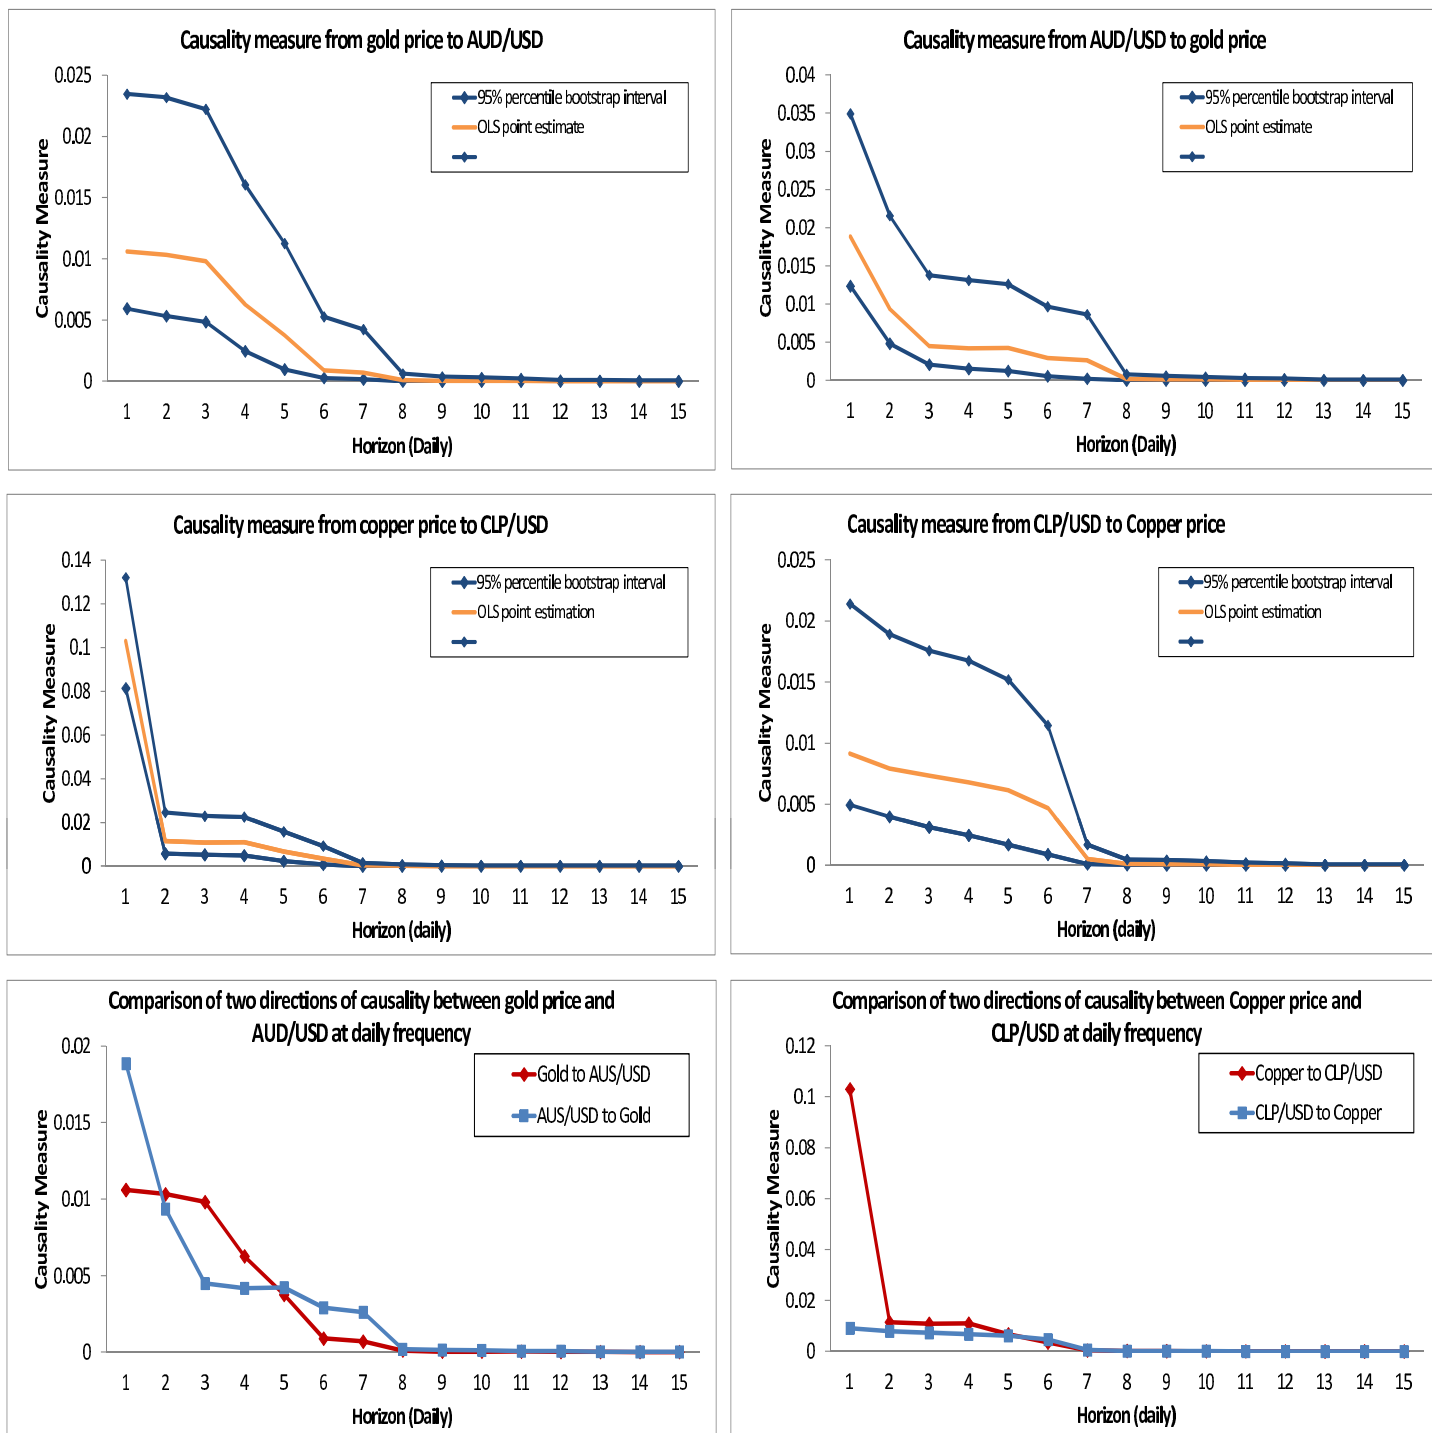 Causality measure from gold price to AUD/USD
0.025
0.02
0.015
0.01
0.005
0
Causality Measure
95% percentile bootstrap interval
OLS point estimate
1 2 3 4 5 6 7 8 9 10 11 12 13 14 15
Horizon (Daily)
Causality measure from AUD/USD to gold price
0.04
0.035
0.03
0.025
0.02
0.015
0.01
0.005
0
Causality Measure
95% percentile bootstrap interval
OLS point estimate
1 2 3 4 5 6 7 8 9 10 11 12 13 14 15
Horizon (Daily)
Causality measure from copper price to CLP/USD
0.14
0.12
0.1
0.08
0.06
0.04
0.02
0
Causality Measure
95% percentile bootstrap interval
OLS point estimation
1 2 3 4 5 6 7 8 9 10 11 12 13 14 15
Horizon (daily)
Causality measure from CLP/USD to Copper price
0.025
0.02
0.015
0.01
0.005
0
Causality Measure
95% percentile bootstrap interval
OLS point estimation
1 2 3 4 5 6 7 8 9 10 11 12 13 14 15
Horizon (daily)
Comparison of two directions of causality between gold price and
AUD/USD at daily frequency
0.02
0.015
0.01
0.005
0
Causality Measure
Gold to AUS/USD
AUS/USD to Gold
1 2 3 4 5 6 7 8 9 10 11 12 13 14 15
Horizon (Daily)
Comparison of two directions of causality between Copper price and
CLP/USD at daily frequency
0.12
0.1
0.08
0.06
0.04
0.02
0
Causality Measure
Copper to CLP/USD
CLP/USD to Copper
1 2 3 4 5 6 7 8 9 10 11 12 13 14 15
Horizon (daily)